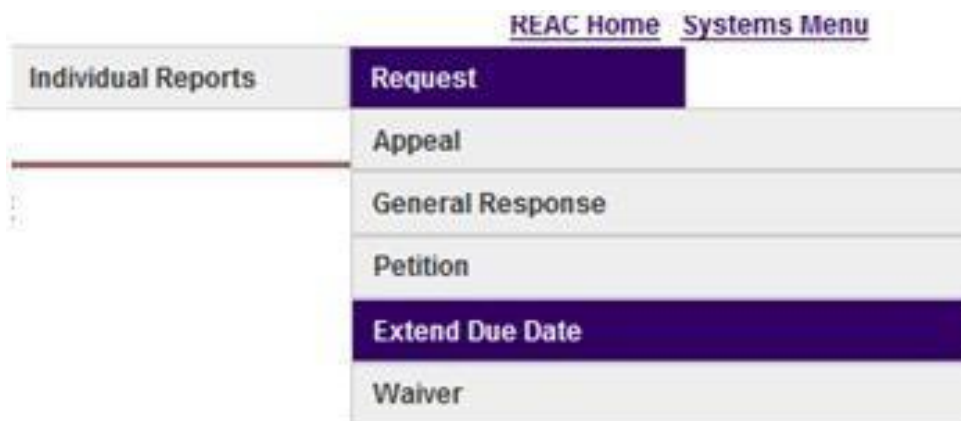 REAC Home Systems Menu
Individual Reports Request
Appeal
General Response
Petition
Extend Due Date
Waiver